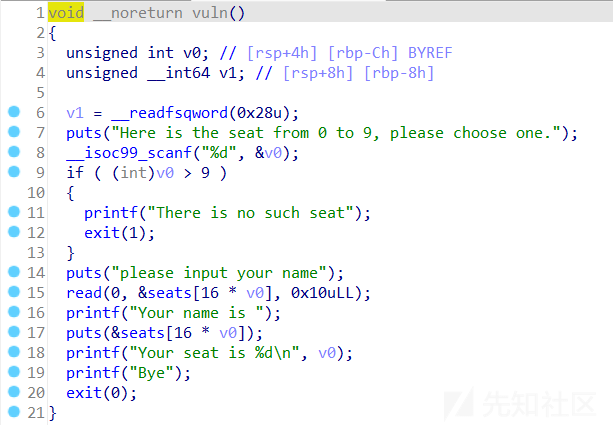 1 void __noreturn vuln()
2 {
3 unsigned int v0; // [rsp+4h] [rbp-Ch] BYREF
4 unsigned __int64 v1; // [rsp+8h] [rbp-8h]
5
6 v1 = __readfsqword(0x28u);
7 puts("Here is the seat from 0 to 9, please choose one.");
8 __isoc99_scanf("%d", &v0);
9 if ( (int)v0 > 9 )
10 {
11 printf("There is no such seat");
12 exit(1);
13 }
14 puts("please input your name");
15 read(0, &seats[16 * v0], 0x10uLL);
16 printf("Your name is ");
17 puts(&seats[16 * v0]);
18 printf("Your seat is %d\n", v0);
19 printf("Bye");
20 exit(0);
21 }
先知社区